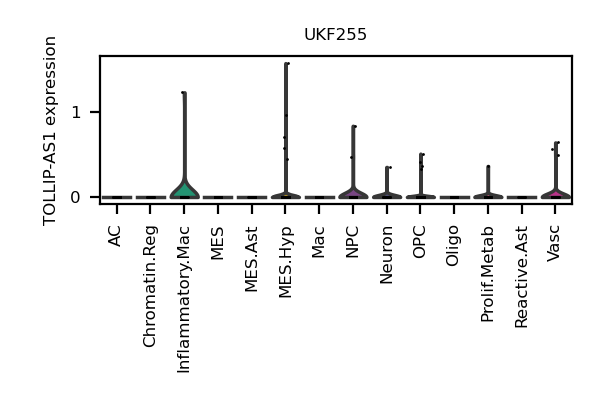 UKF255
TOLLIP-AS1 expression
1
0
AC
Chromatin.Reg
Inflammatory.Mac
MES
MES.Ast
MES.Hyp
Mac
NPC
Neuron
OPC
Oligo
Prolif.Metab
Reactive.Ast
Vasc